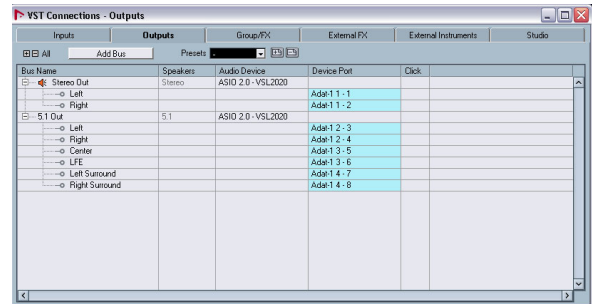 VST Connections - Outputs
Inputs Outputs Group/FX External FX External Instruments Studio
All Add Bus Presets -
Bus Name Speakers Audio Device Device Port Click
Stereo Out Stereo ASIO 2.0 - VSL2020
Left Adat-1 1 - 1
Right Adat-1 1 - 2
5.1 Out 5.1 ASIO 2.0 - VSL2020
Left Adat-1 2 - 3
Right Adat-1 2 - 4
Center Adat-1 3 - 5
LFE Adat-1 3 - 6
Left Surround Adat-1 4 - 7
Right Surround Adat-1 4 - 8